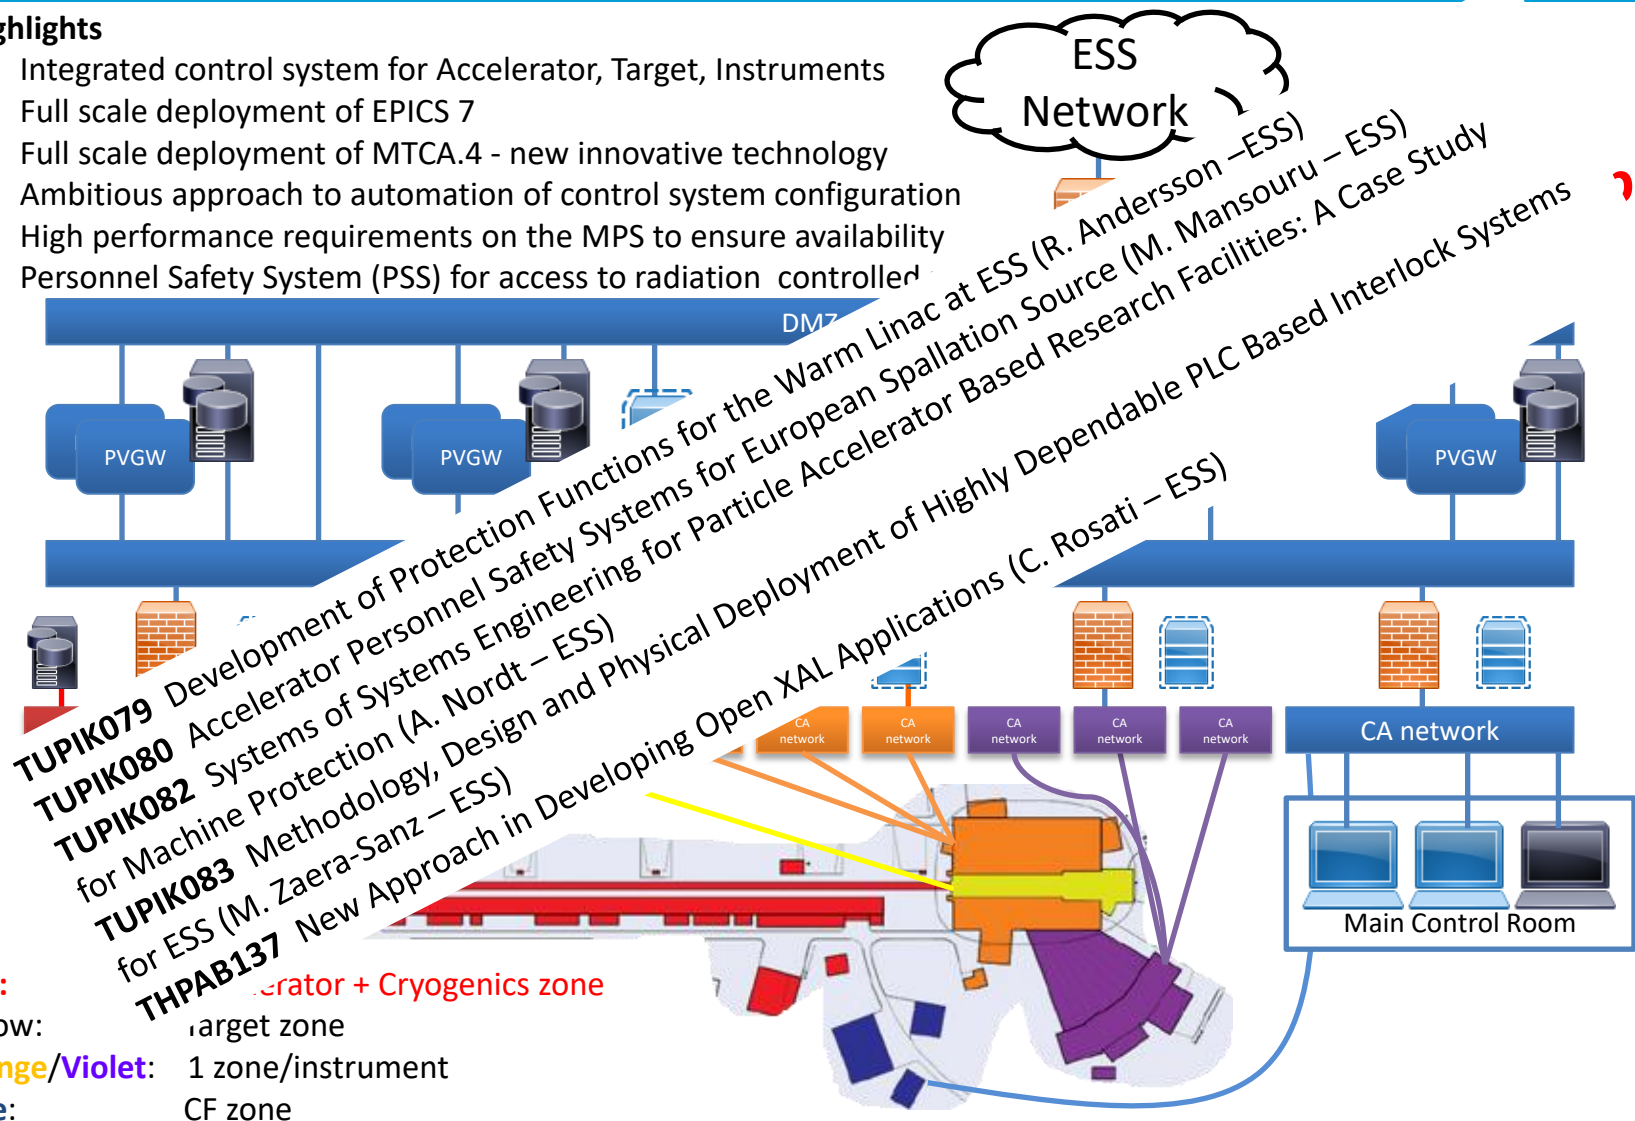 ghlights
Integrated control system for Accelerator, Target, Instruments
Full scale deployment of EPICS 7
Full scale deployment of MTCA.4 - new innovative technology
Ambitious approach to automation of control system configuration
High performance requirements on the MPS to ensure availability
Personnel Safety System (PSS) for access to radiation controlled
ESS
Network
DMZ
PVGW
PVGW
PVGW
TUPIK079 Development of Protection Functions for the Warm Linac at ESS (R. Andersson –ESS)
TUPIK080 Accelerator Personnel Safety Systems for European Spallation Source (M. Mansouru – ESS)
TUPIK082 Systems of Systems Engineering for Particle Accelerator Based Research Facilities: A Case Study
for Machine Protection (A. Nordt – ESS)
TUPIK083 Methodology, Design and Physical Deployment of Highly Dependable PLC Based Interlock Systems
for ESS (M. Zaera-Sanz – ESS)
THPAB137 New Approach in Developing Open XAL Applications (C. Rosati – ESS)
CA
network
CA
network
CA
network
CA
network
CA
network
CA network
Main Control Room
: erator + Cryogenics zone
ow: Target zone
nge/Violet: 1 zone/instrument
e: CF zone